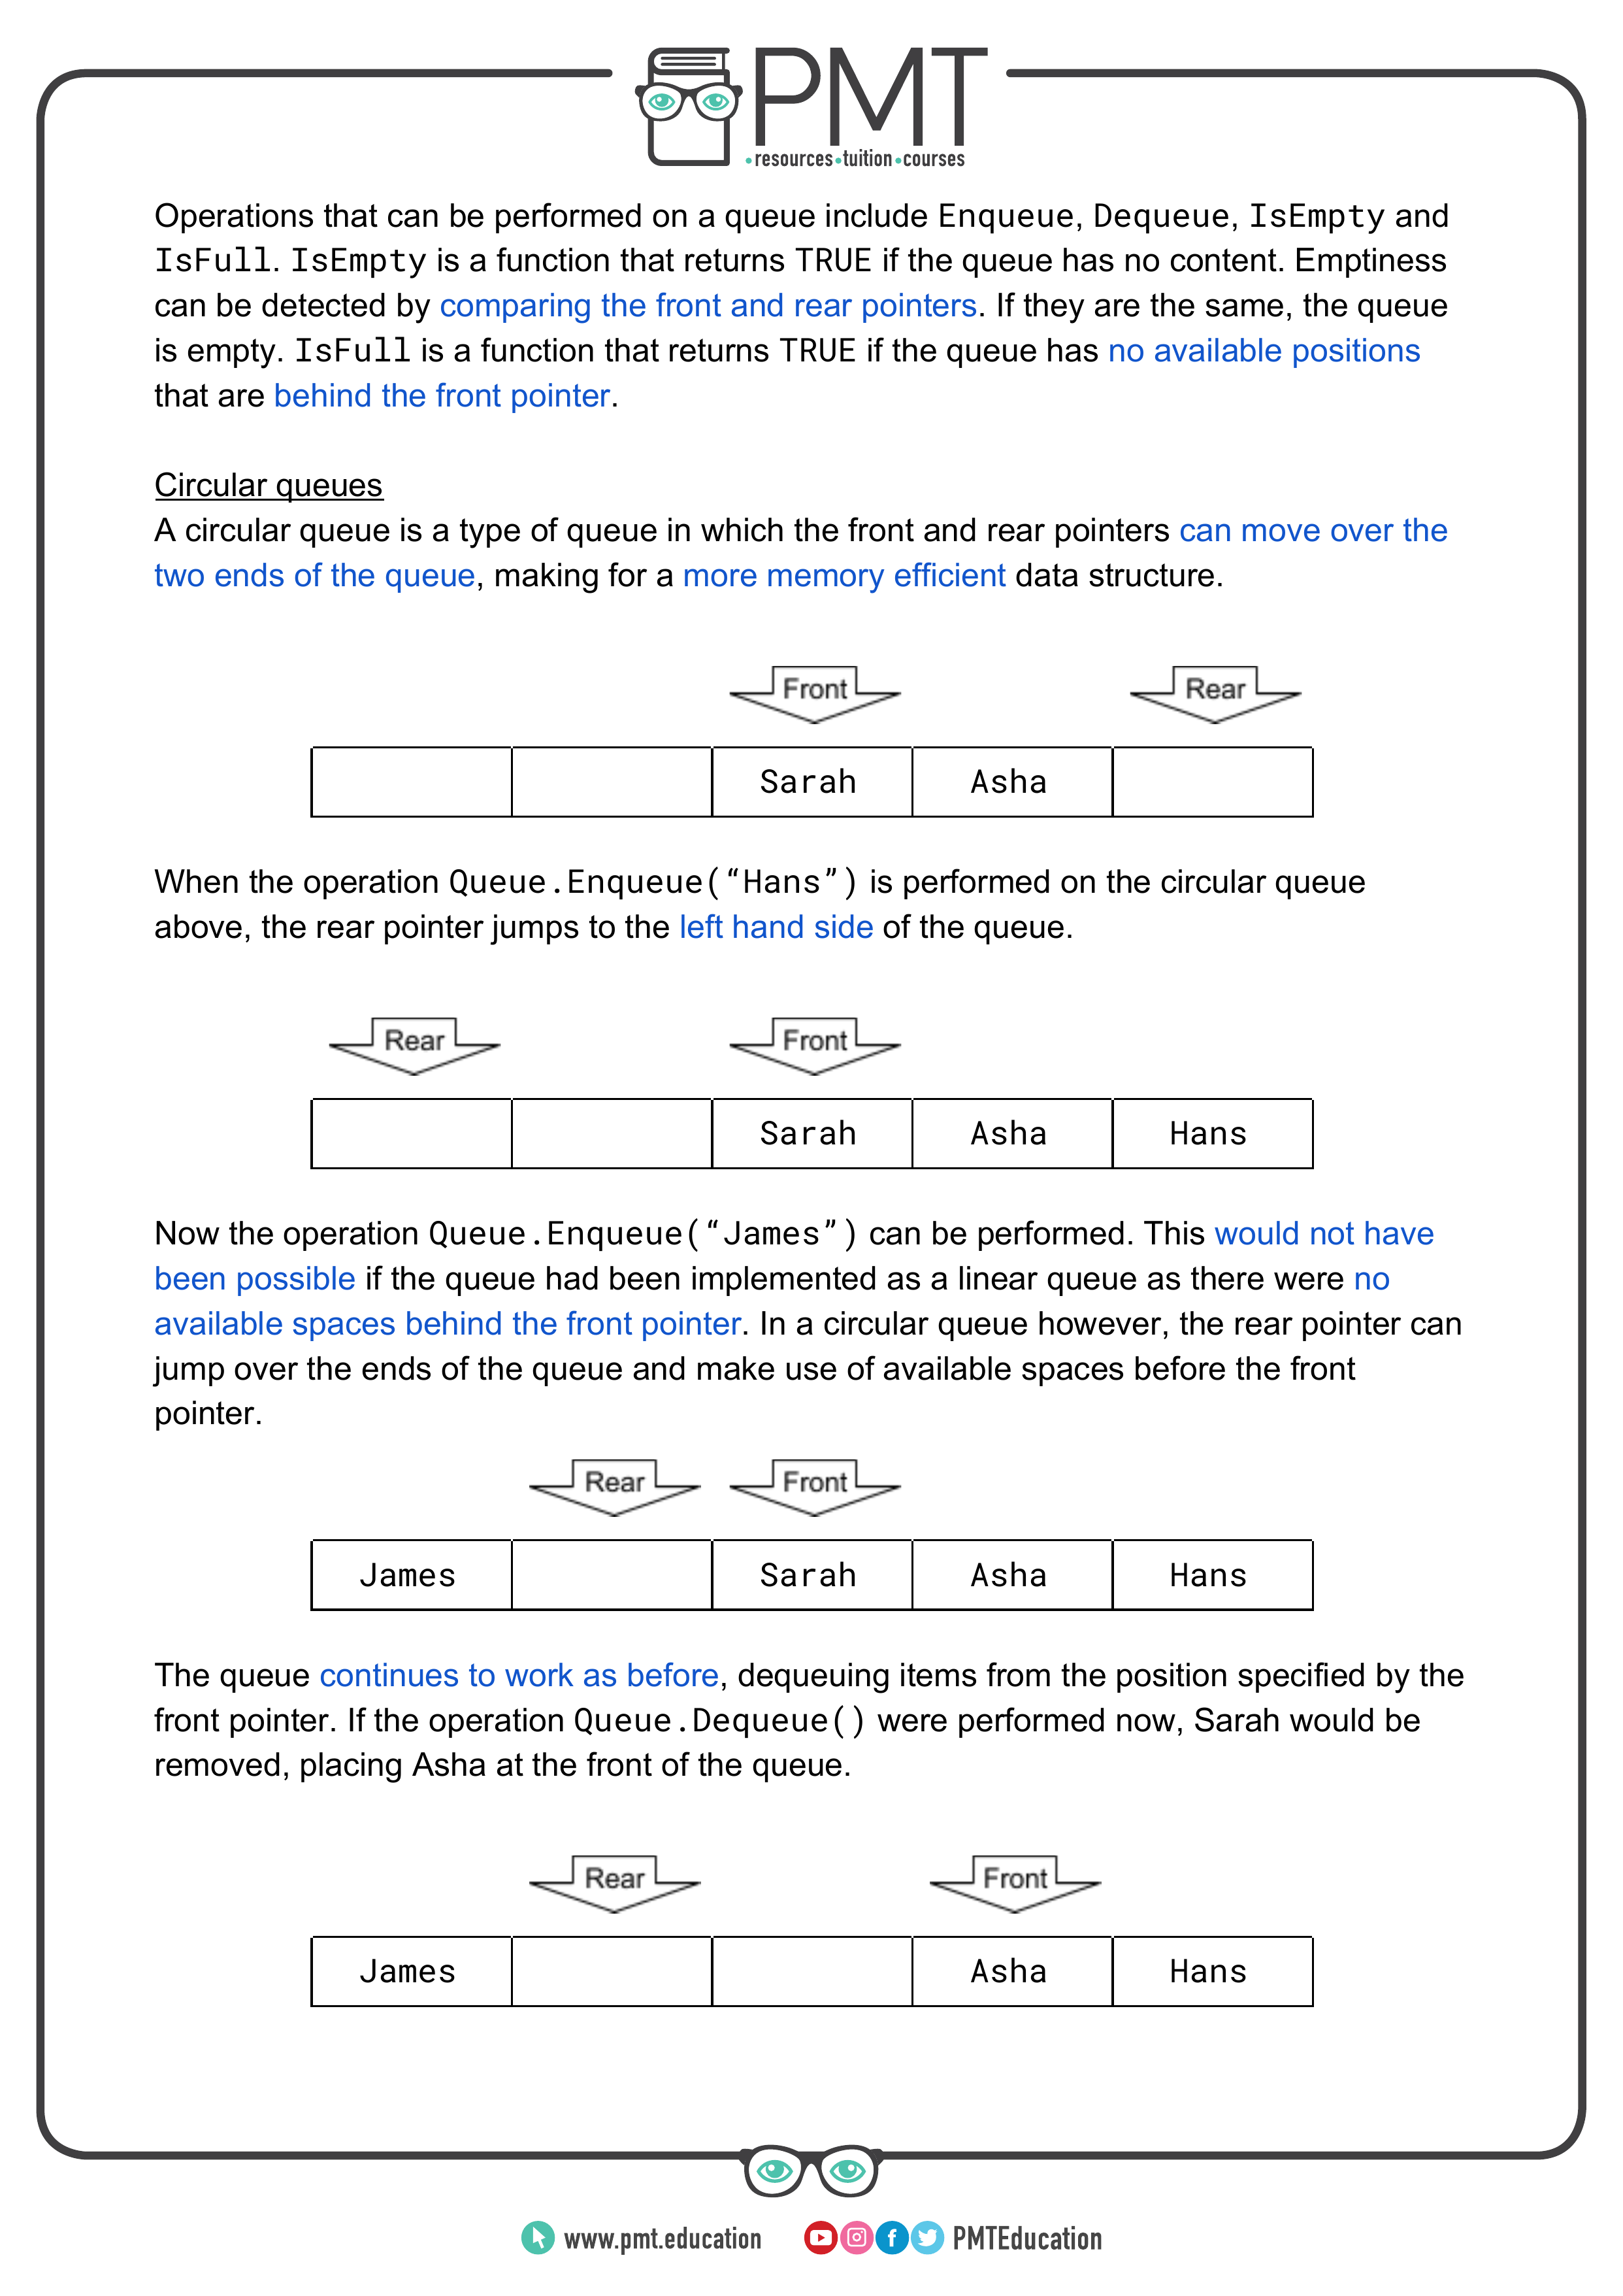 PMT
resources tuition courses
Operations that can be performed on a queue include Enqueue, Dequeue, IsEmpty and
IsFull. IsEmpty is a function that returns TRUE if the queue has no content. Emptiness
can be detected by comparing the front and rear pointers. If they are the same, the queue
is empty. IsFull is a function that returns TRUE if the queue has no available positions
that are behind the front pointer.
Circular queues
A circular queue is a type of queue in which the front and rear pointers can move over the
two ends of the queue, making for a more memory efficient data structure.
Front Rear
Sarah Asha
When the operation Queue.Enqueue(“Hans”) is performed on the circular queue
above, the rear pointer jumps to the left hand side of the queue.
Rear Front
Sarah Asha Hans
Now the operation Queue.Enqueue(“James”) can be performed. This would not have
been possible if the queue had been implemented as a linear queue as there were no
available spaces behind the front pointer. In a circular queue however, the rear pointer can
jump over the ends of the queue and make use of available spaces before the front
pointer.
Rear Front
James Sarah Asha Hans
The queue continues to work as before, dequeuing items from the position specified by the
front pointer. If the operation Queue.Dequeue() were performed now, Sarah would be
removed, placing Asha at the front of the queue.
Rear Front
James Asha Hans
www.pmt.education PMTEducation